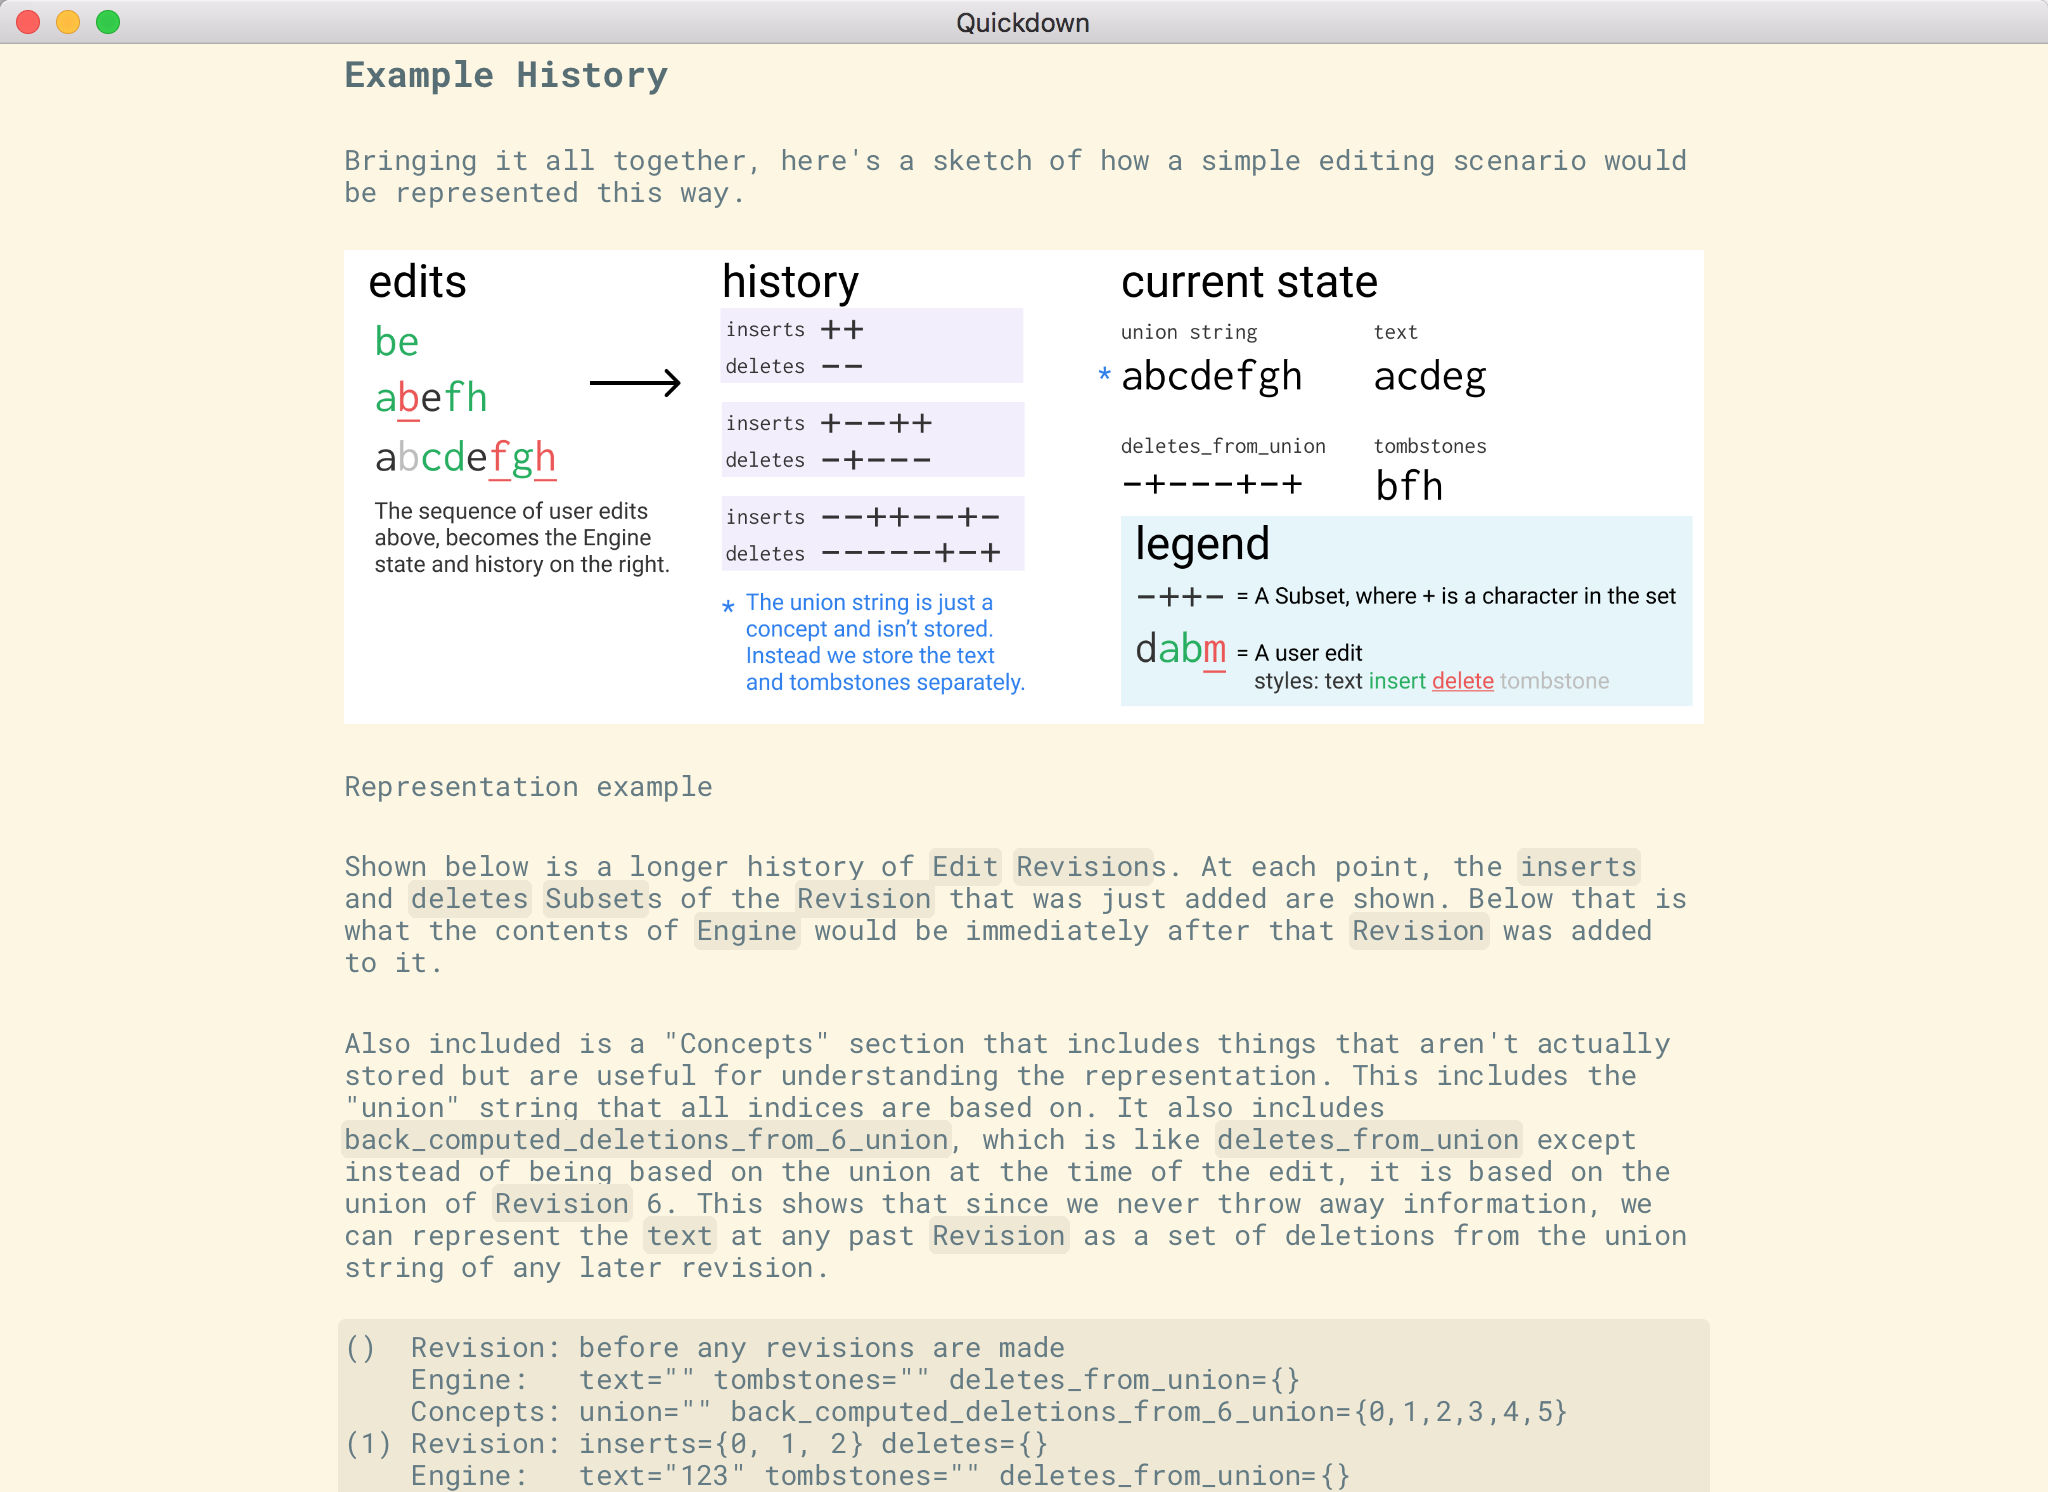 Quickdown
Example History
Bringing it all together, here's a sketch of how a simple editing scenario would
be represented this way.
edits
be
abefh
abcdefgh
The sequence of user edits
above, becomes the Engine
state and history on the right.
history
inserts ++
deletes −−
inserts +−−++
deletes −+−−−
inserts −−++−−+−
deletes −−−−−+−+
* The union string is just a
concept and isn’t stored.
Instead we store the text
and tombstones separately.
current state
union string
* abcdefgh
text
acdeg
deletes_from_union
−+−−−+−+
tombstones
bfh
legend
−++− = A Subset, where + is a character in the set
dabm = A user edit
styles: text insert delete tombstone
Representation example
Shown below is a longer history of Edit Revisions. At each point, the inserts
and deletes Subsets of the Revision that was just added are shown. Below that is
what the contents of Engine would be immediately after that Revision was added
to it.
Also included is a "Concepts" section that includes things that aren't actually
stored but are useful for understanding the representation. This includes the
"union" string that all indices are based on. It also includes
back_computed_deletions_from_6_union, which is like deletes_from_union except
instead of being based on the union at the time of the edit, it is based on the
union of Revision 6. This shows that since we never throw away information, we
can represent the text at any past Revision as a set of deletions from the union
string of any later revision.
() Revision: before any revisions are made
Engine: text="" tombstones="" deletes_from_union={}
Concepts: union="" back_computed_deletions_from_6_union={0,1,2,3,4,5}
(1) Revision: inserts={0, 1, 2} deletes={}
Engine: text="123" tombstones="" deletes_from_union={}